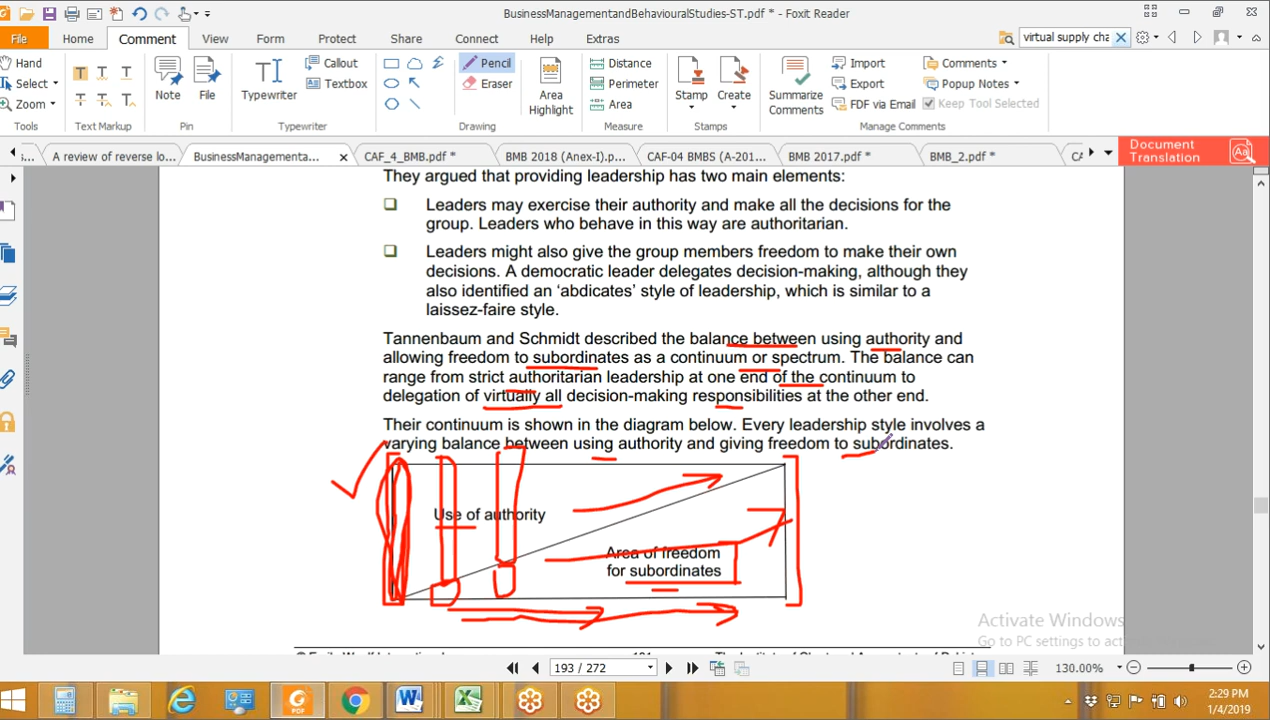 BusinessManagementandBehaviouralStudies-ST.pdf * - Foxit Reader
File Home Comment View Form Protect Share Connect Help Extras virtual supply cha
Hand
Select
Zoom
Tools
Text Markup
Note
File
Pin
Typewriter
Callout
Textbox
Typewriter
Pencil
Eraser
Area
Highlight
Drawing
Distance
Perimeter
Area
Measure
Stamp
Create
Stamps
Summarize
Comments
Import
Export
FDF via Email
Comments
Popup Notes
Keep Tool Selected
Manage Comments
s... A review of reverse lo... BusinessManagementa... CAF_4_BMB.pdf * BMB 2018 (Anex-I).p... CAF-04 BMBS (A-201... BMB 2017.pdf * BMB_2.pdf * CA
Document
Translation
They argued that providing leadership has two main elements:
Leaders may exercise their authority and make all the decisions for the
group. Leaders who behave in this way are authoritarian.
Leaders might also give the group members freedom to make their own
decisions. A democratic leader delegates decision-making, although they
also identified an ‘abdicates’ style of leadership, which is similar to a
laissez-faire style.
Tannenbaum and Schmidt described the balance between using authority and
allowing freedom to subordinates as a continuum or spectrum. The balance can
range from strict authoritarian leadership at one end of the continuum to
delegation of virtually all decision-making responsibilities at the other end.
Their continuum is shown in the diagram below. Every leadership style involves a
varying balance between using authority and giving freedom to subordinates.
Use of authority
Area of freedom
for subordinates
Activate Windows
Go to PC settings to activate Windows.
193 / 272
130.00%
2:29 PM
1/4/2019